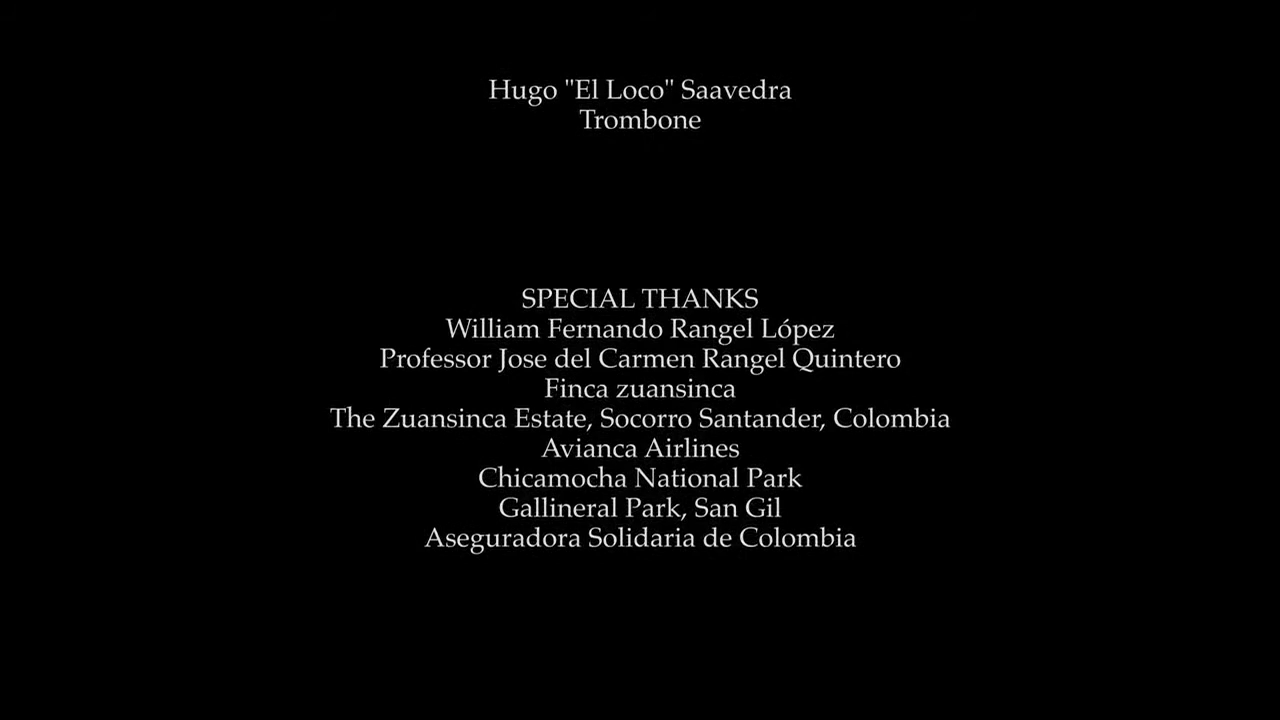 Hugo "El Loco" Saavedra
Trombone
SPECIAL THANKS
William Fernando Rangel López
Professor Jose del Carmen Rangel Quintero
Finca zuansinca
The Zuansinca Estate, Socorro Santander, Colombia
Avianca Airlines
Chicamocha National Park
Gallineral Park, San Gil
Aseguradora Solidaria de Colombia